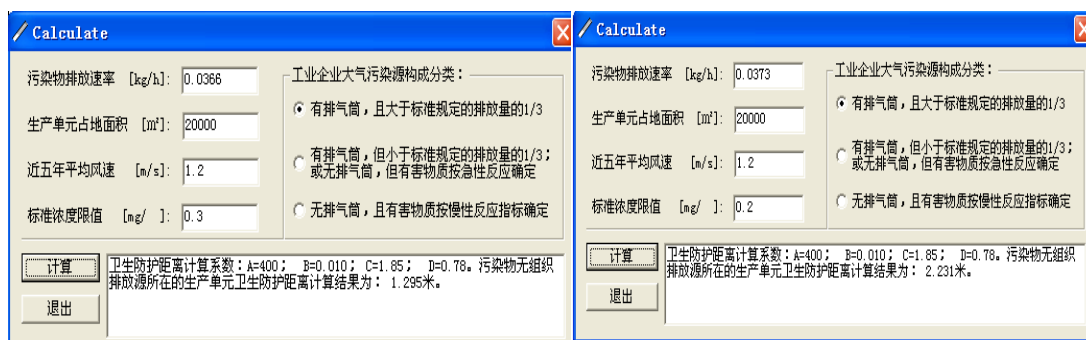 Calculate
污染物排放速率 [kg/h]: 0.0366
生产单元占地面积 [m²]: 20000
近五年平均风速 [m/s]: 1.2
标准浓度限值 [mg/ ]: 0.3
工业企业大气污染源构成分类:
有排气筒,且大于标准规定的排放量的1/3
有排气筒,但小于标准规定的排放量的1/3;
或无排气筒,但有害物质按急性反应确定
无排气筒,且有害物质按慢性反应指标确定
计算
退出
卫生防护距离计算系数:A=400; B=0.010; C=1.85; D=0.78。污染物无组织
排放源所在的生产单元卫生防护距离计算结果为: 1.295米。
Calculate
污染物排放速率 [kg/h]: 0.0373
生产单元占地面积 [m²]: 20000
近五年平均风速 [m/s]: 1.2
标准浓度限值 [mg/ ]: 0.2
工业企业大气污染源构成分类:
有排气筒,且大于标准规定的排放量的1/3
有排气筒,但小于标准规定的排放量的1/3;
或无排气筒,但有害物质按急性反应确定
无排气筒,且有害物质按慢性反应指标确定
计算
退出
卫生防护距离计算系数:A=400; B=0.010; C=1.85; D=0.78。污染物无组织
排放源所在的生产单元卫生防护距离计算结果为: 2.231米。